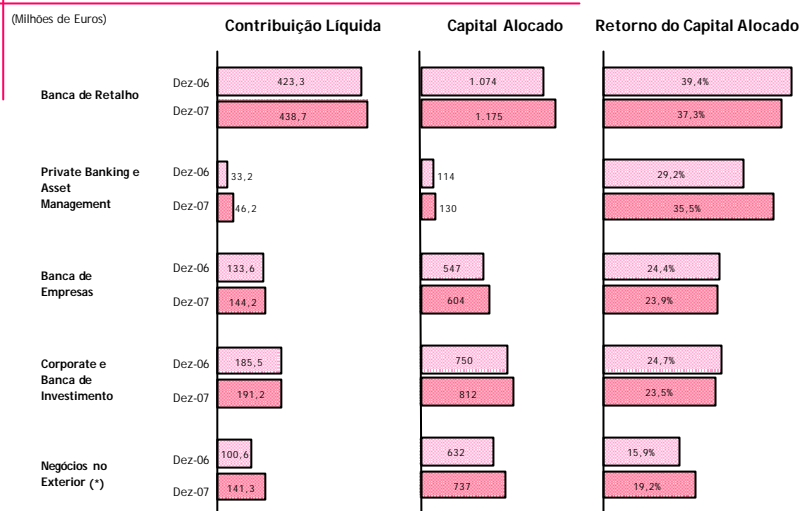 (Milhões de Euros)
Contribuição Líquida
Capital Alocado
Retorno do Capital Alocado
Banca de Retalho
Dez-06
423,3
1.074
39,4%
Dez-07
438,7
1.175
37,3%
Private Banking e
Asset
Management
Dez-06
33,2
114
29,2%
Dez-07
46,2
130
35,5%
Banca de
Empresas
Dez-06
133,6
547
24,4%
Dez-07
144,2
604
23,9%
Corporate e
Banca de
Investimento
Dez-06
185,5
750
24,7%
Dez-07
191,2
812
23,5%
Negócios no
Exterior (*)
Dez-06
100,6
632
15,9%
Dez-07
141,3
737
19,2%